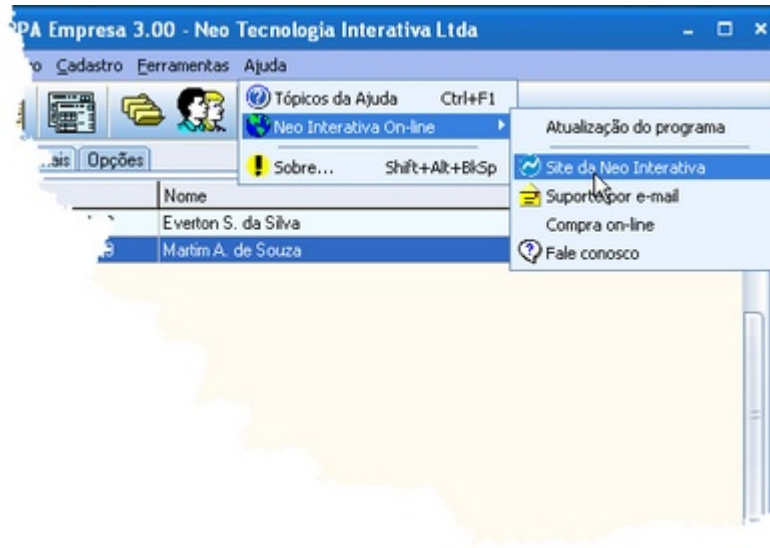 PPA Empresa 3.00 - Neo Tecnologia Interativa Ltda
Cadastro Ferramentas Ajuda
Tópicos da Ajuda Ctrl+F1
Neo Interativa On-line
Sobre... Shift+Alt+BkSp
Atualização do programa
Site da Neo Interativa
Suporte por e-mail
Compra on-line
Fale conosco
Opções
Nome
Everton S. da Silva
Martim A. de Souza